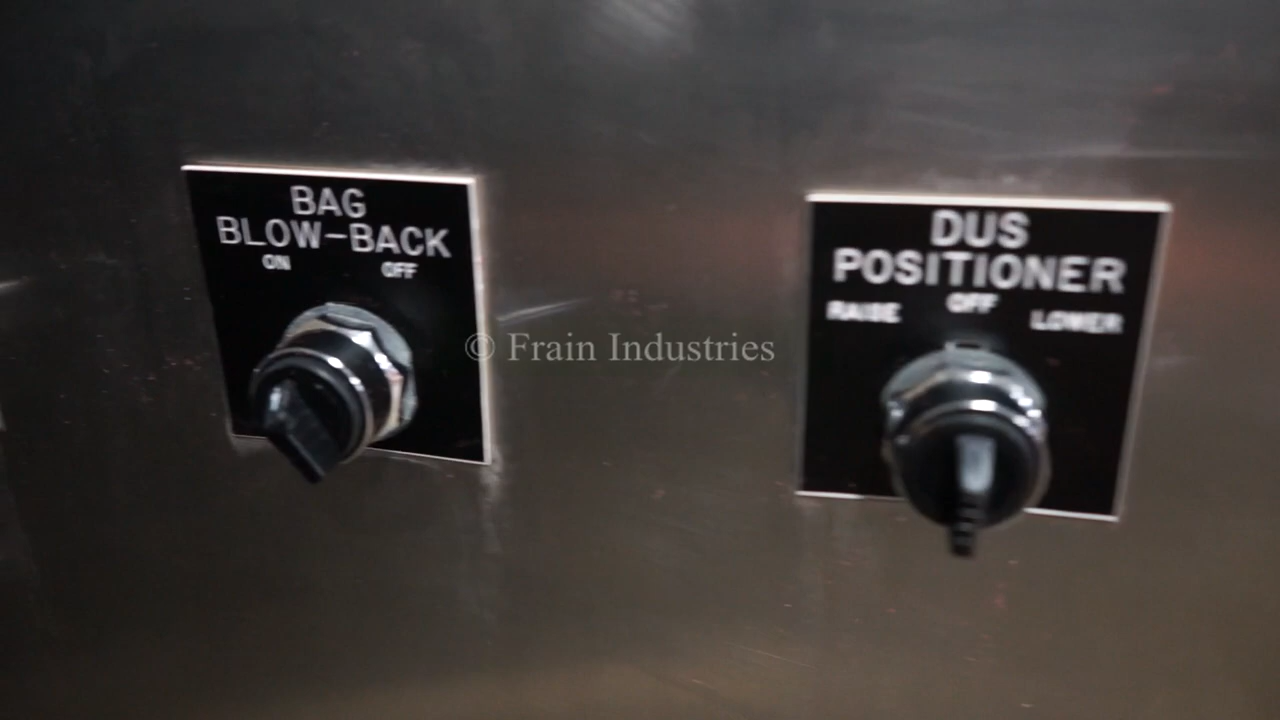 BAG
BLOW-BACK
ON OFF
DUS
POSITIONER
OFF
RAISE LOWER
© Frain Industries